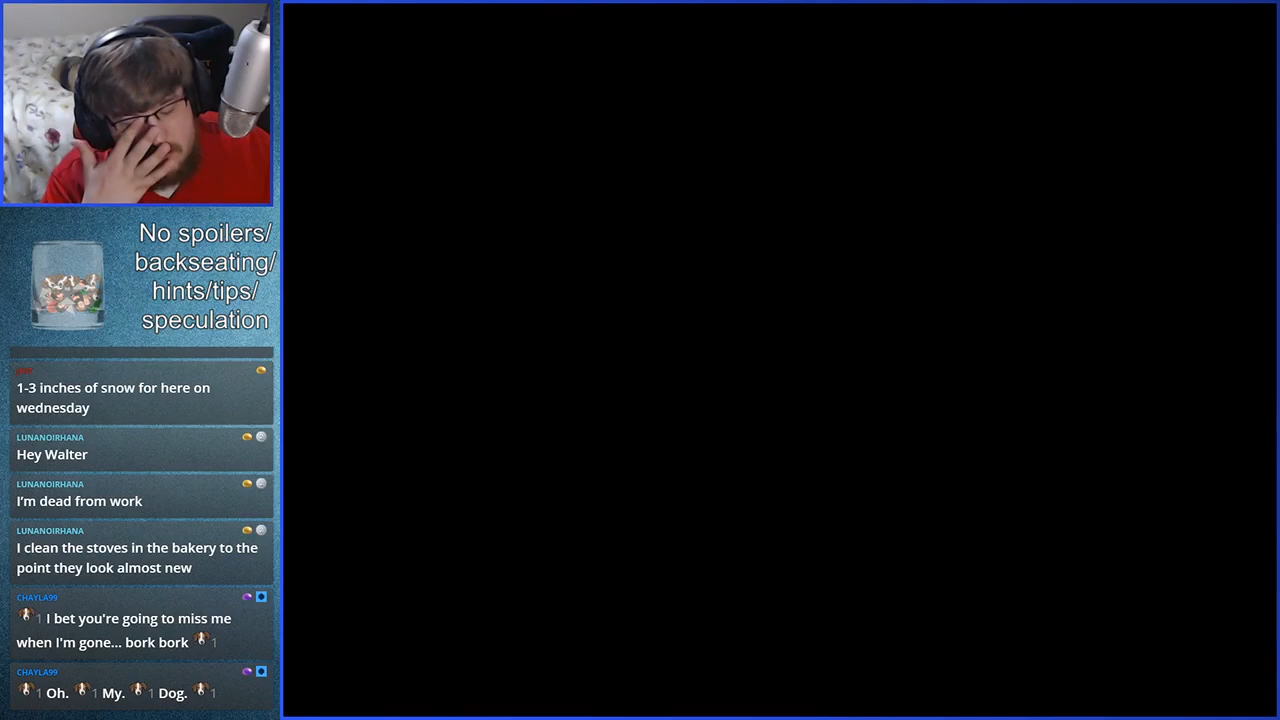 No spoilers/
backseating/
hints/tips/
speculation
1-3 inches of snow for here on
wednesday
LUNANOIRHANA
Hey Walter
LUNANOIRHANA
I’m dead from work
LUNANOIRHANA
I clean the stoves in the bakery to the
point they look almost new
CHAYLA99
1 I bet you're going to miss me
when I'm gone... bork bork 1
CHAYLA99
1 Oh. 1 My. 1 Dog. 1